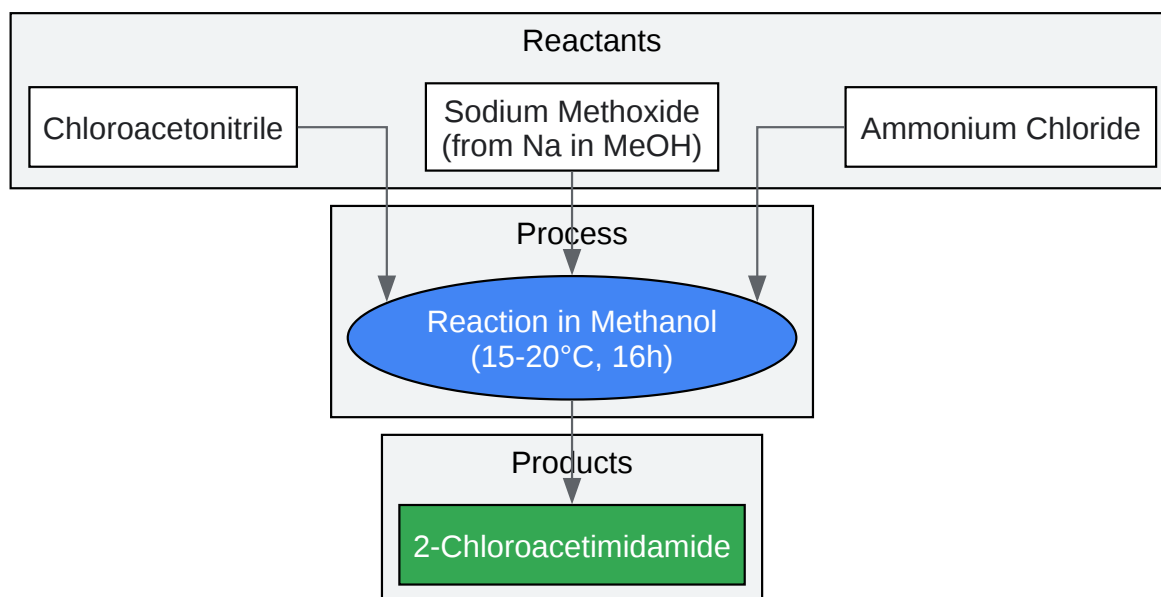 Reactants
Chloroacetonitrile
Sodium Methoxide
(from Na in MeOH)
Ammonium Chloride
Process
Reaction in Methanol
(15-20°C, 16h)
Products
2-Chloroacetimidamide